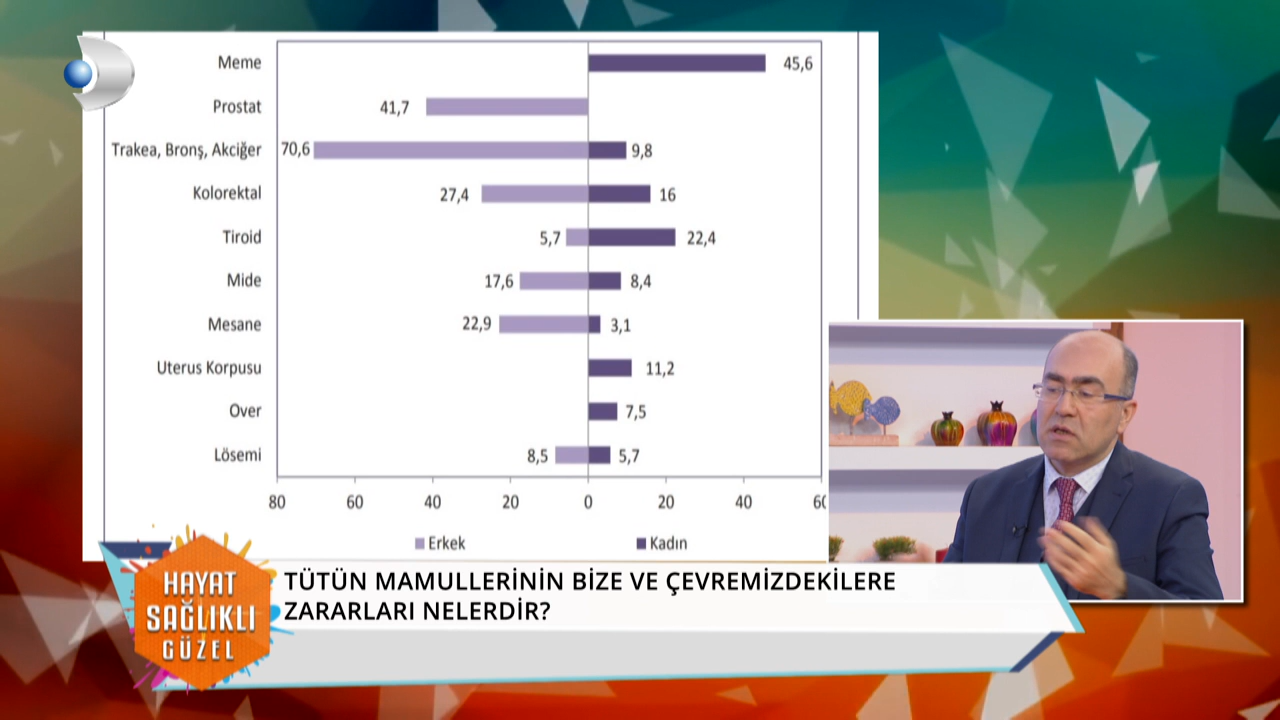 Meme 45,6
Prostat 41,7
Trakea, Bronş, Akciğer 70,6 9,8
Kolorektal 27,4 16
Tiroid 5,7 22,4
Mide 17,6 8,4
Mesane 22,9 3,1
Uterus Korpusu 11,2
Over 7,5
Lösemi 8,5 5,7
80 60 40 20 0 20 40
Erkek Kadın
HAYAT
SAĞLIKLI
GÜZEL
TÜTÜN MAMULLERİNİN BİZE VE ÇEVREMİZDEKİLERE
ZARARLARI NELERDİR?